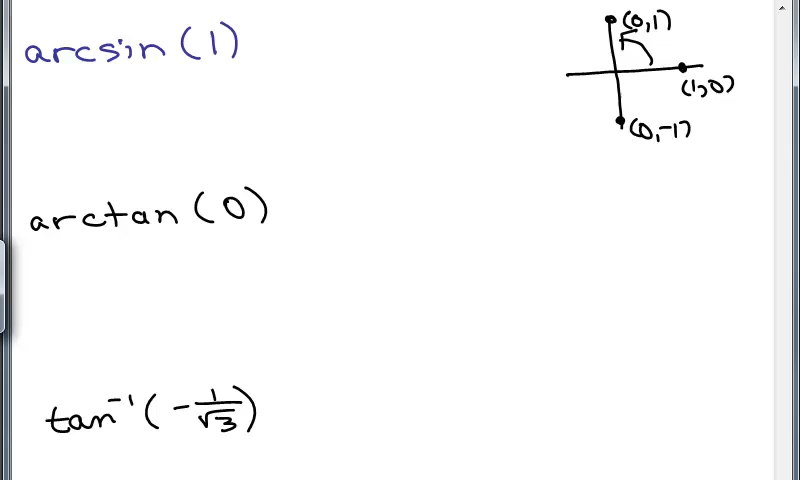 arcsin(1)
(0,1)
(1,0)
(0,-1)
arctan(0)
tan⁻¹(-1/√3)